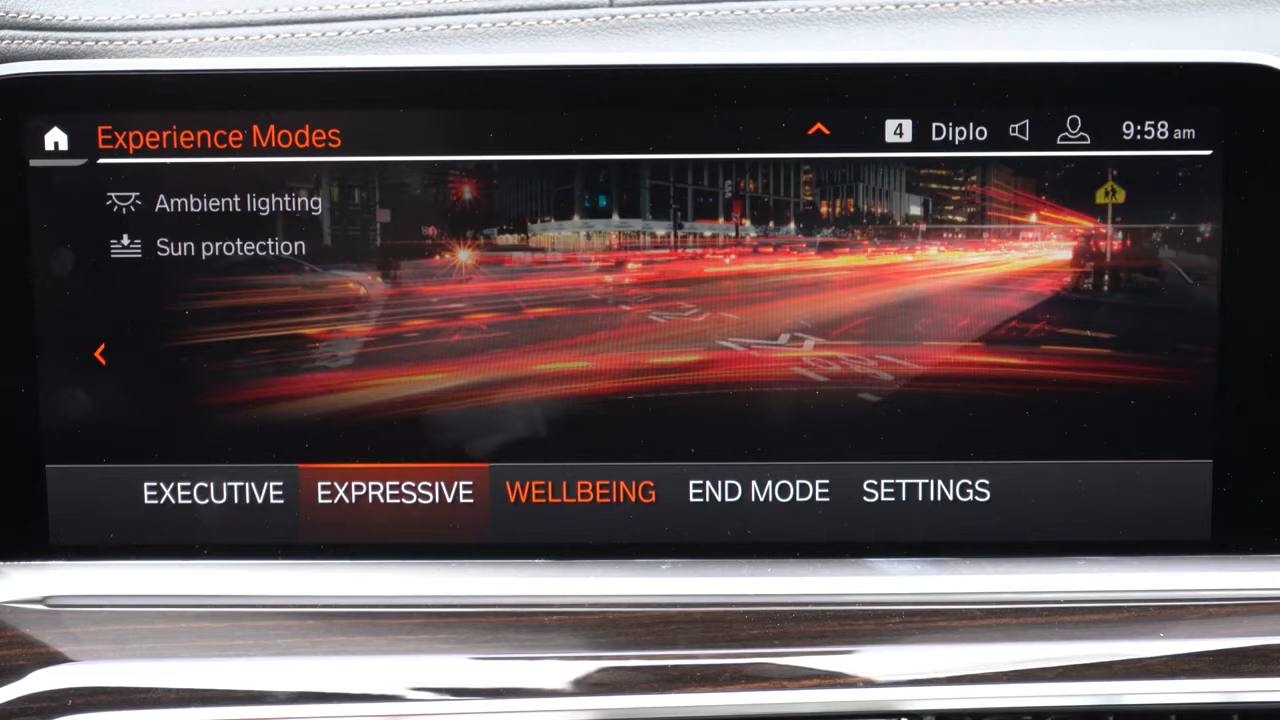 Experience Modes
4 Diplo 9:58 am
Ambient lighting
Sun protection
EXECUTIVE EXPRESSIVE WELLBEING END MODE SETTINGS